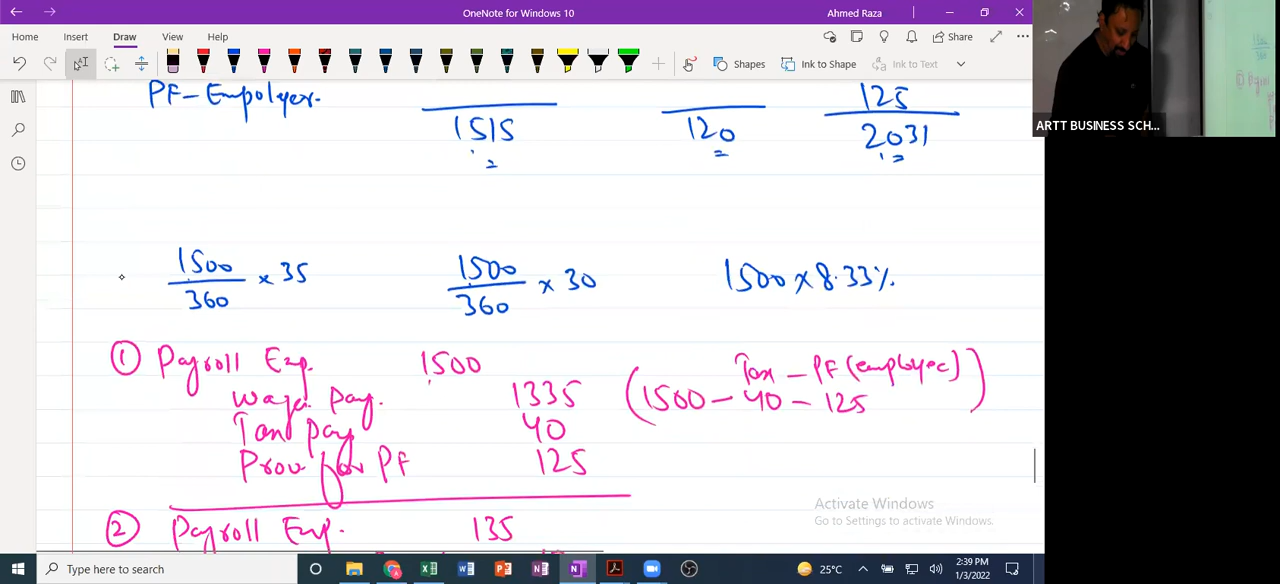 OneNote for Windows 10
Ahmed Raza
Home Insert Draw View Help
Share
Shapes Ink to Shape Ink to Text
PF-Empolyer. 125
1515 120 2031
1500/360 × 35 1500/360 × 30 1500 × 8.33%
① Payroll Exp. 1500 Tax - PF (employee)
Wage Pay. 1335 (1500 - 40 - 125)
Tax pay 40
Prov for PF 125
② Payroll Exp. 135
Activate Windows
Go to Settings to activate Windows.
Type here to search
25°C
2:39 PM
1/3/2022
ARTT BUSINESS SCH...